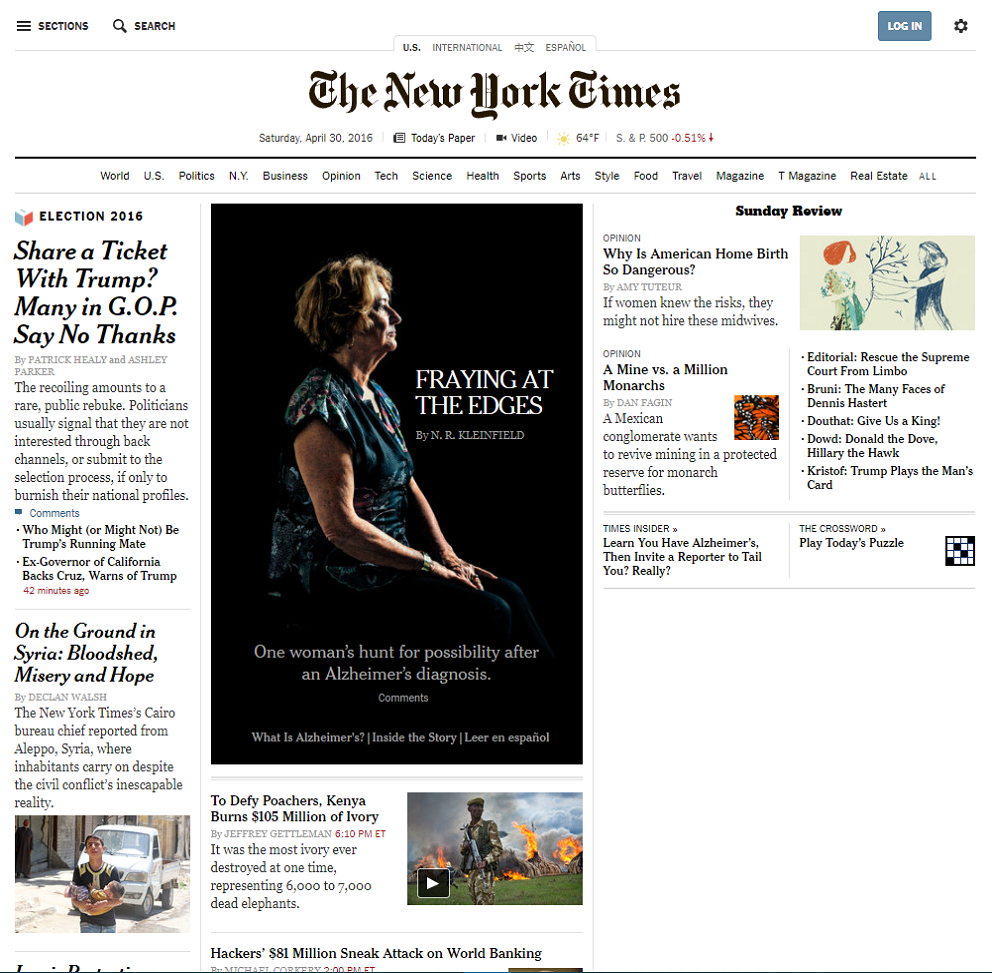 SECTIONS
SEARCH
LOG IN
U.S. INTERNATIONAL 中文 ESPAÑOL
The New York Times
Saturday, April 30, 2016
Today's Paper
Video
64°F
S. & P. 500 -0.51%
World U.S. Politics N.Y. Business Opinion Tech Science Health Sports Arts Style Food Travel Magazine T Magazine Real Estate ALL
ELECTION 2016
Share a Ticket
With Trump?
Many in G.O.P.
Say No Thanks
By PATRICK HEALY and ASHLEY
PARKER
The recoiling amounts to a
rare, public rebuke. Politicians
usually signal that they are not
interested through back
channels, or submit to the
selection process, if only to
burnish their national profiles.
Comments
· Who Might (or Might Not) Be
Trump's Running Mate
· Ex-Governor of California
Backs Cruz, Warns of Trump
42 minutes ago
On the Ground in
Syria: Bloodshed,
Misery and Hope
By DECLAN WALSH
The New York Times's Cairo
bureau chief reported from
Aleppo, Syria, where
inhabitants carry on despite
the civil conflict's inescapable
reality.
FRAYING AT
THE EDGES
By N. R. KLEINFIELD
One woman's hunt for possibility after
an Alzheimer's diagnosis.
Comments
What Is Alzheimer's? | Inside the Story | Leer en español
To Defy Poachers, Kenya
Burns $105 Million of Ivory
By JEFFREY GETTLEMAN 6:10 PM ET
It was the most ivory ever
destroyed at one time,
representing 6,000 to 7,000
dead elephants.
Hackers' $81 Million Sneak Attack on World Banking
By MICHAEL CORKERY 2:00 PM ET
Sunday Review
OPINION
Why Is American Home Birth
So Dangerous?
By AMY TUTEUR
If women knew the risks, they
might not hire these midwives.
OPINION
A Mine vs. a Million
Monarchs
By DAN FAGIN
A Mexican
conglomerate wants
to revive mining in a protected
reserve for monarch
butterflies.
· Editorial: Rescue the Supreme
Court From Limbo
· Bruni: The Many Faces of
Dennis Hastert
· Douthat: Give Us a King!
· Dowd: Donald the Dove,
Hillary the Hawk
· Kristof: Trump Plays the Man's
Card
TIMES INSIDER »
Learn You Have Alzheimer's,
Then Invite a Reporter to Tail
You? Really?
THE CROSSWORD »
Play Today's Puzzle